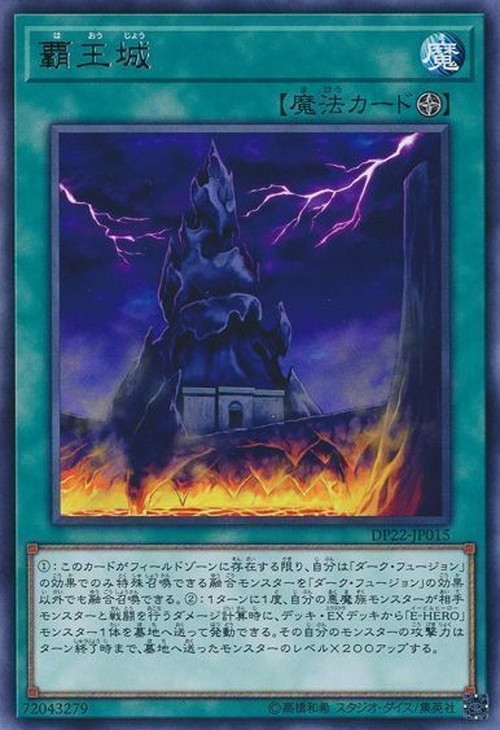 覇王城
魔
【魔法カード】
DP22-JP015
①：このカードがフィールドゾーンに存在する限り、自分は「ダーク・フュージョン」
の効果でのみ特殊召喚できる融合モンスターを「ダーク・フュージョン」の効果
以外でも融合召喚できる。②：1ターンに1度、自分の悪魔族モンスターが相手
モンスターと戦闘を行うダメージ計算時に、デッキ・EXデッキから「E-HERO」
モンスター1体を墓地へ送って発動できる。その自分のモンスターの攻撃力は
ターン終了時まで、墓地へ送ったモンスターのレベル×200アップする。
72043279
©高橋和希 スタジオ・ダイス/集英社